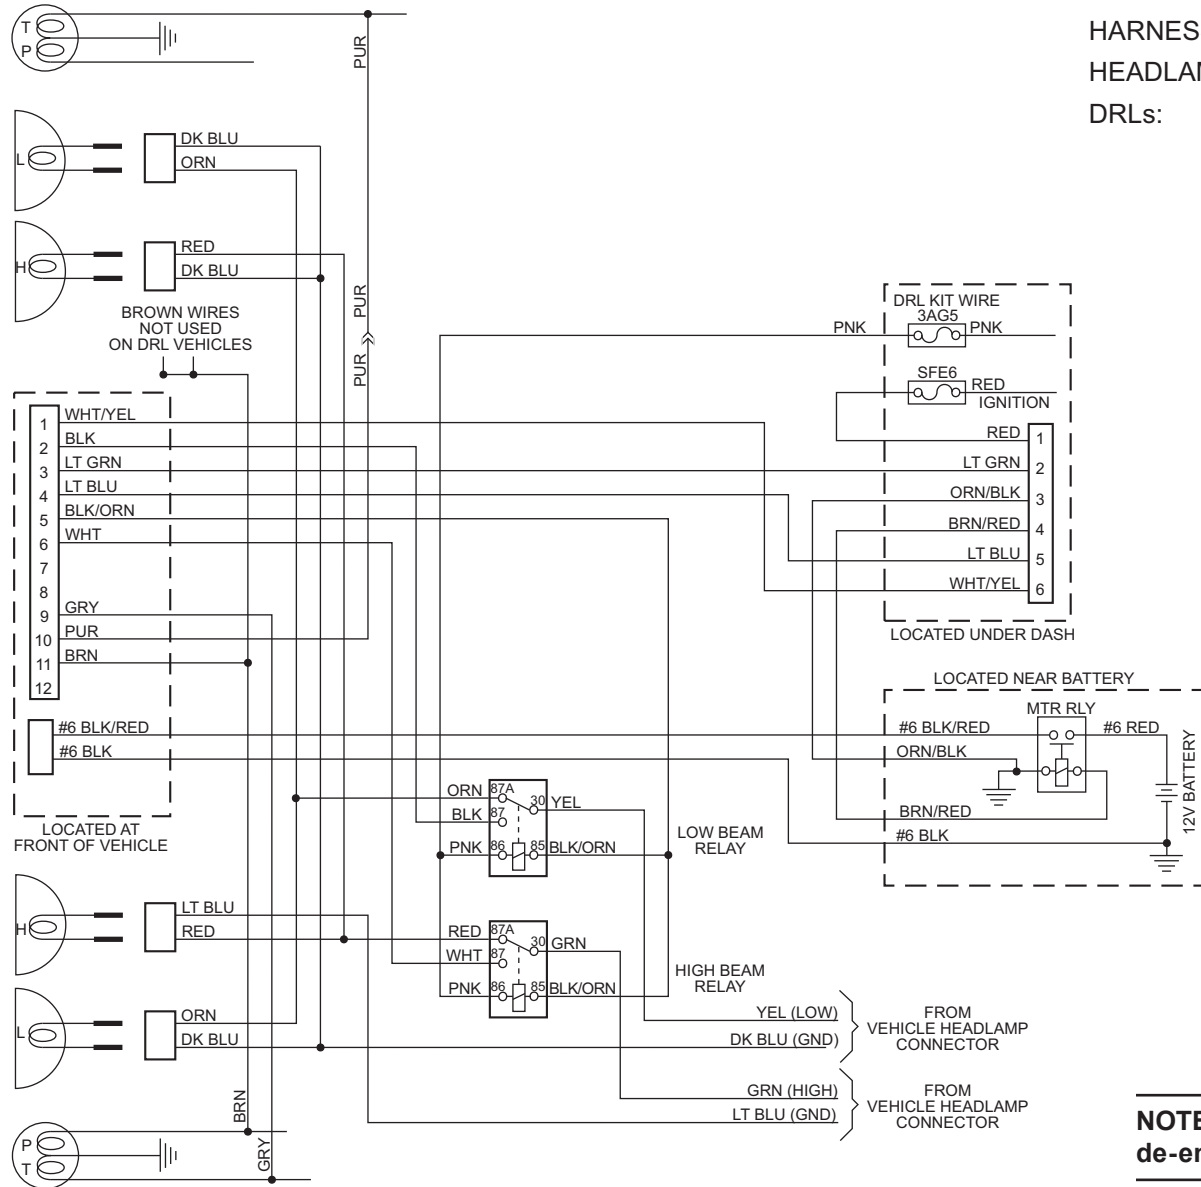 HARNES
HEADLAM
DRLs:
T
P
PUR
L
DK BLU
ORN
H
RED
DK BLU
BROWN WIRES
NOT USED
ON DRL VEHICLES
PUR
PUR
1 WHT/YEL
2 BLK
3 LT GRN
4 LT BLU
5 BLK/ORN
6 WHT
7
8
9 GRY
10 PUR
11 BRN
12
#6 BLK/RED
#6 BLK
LOCATED AT
FRONT OF VEHICLE
DRL KIT WIRE
3AG5
PNK
PNK
SFE6
RED
IGNITION
RED 1
LT GRN 2
ORN/BLK 3
BRN/RED 4
LT BLU 5
WHT/YEL 6
LOCATED UNDER DASH
LOCATED NEAR BATTERY
MTR RLY
#6 BLK/RED
#6 RED
ORN/BLK
BRN/RED
#6 BLK
12V BATTERY
ORN 87A 30 YEL
BLK 87
PNK 86 85 BLK/ORN
LOW BEAM
RELAY
RED 87A 30 GRN
WHT 87
PNK 86 85 BLK/ORN
HIGH BEAM
RELAY
H
LT BLU
RED
L
ORN
DK BLU
YEL (LOW)
DK BLU (GND)
FROM
VEHICLE HEADLAMP
CONNECTOR
GRN (HIGH)
LT BLU (GND)
FROM
VEHICLE HEADLAMP
CONNECTOR
BRN
GRY
P
T
NOTE
de-en